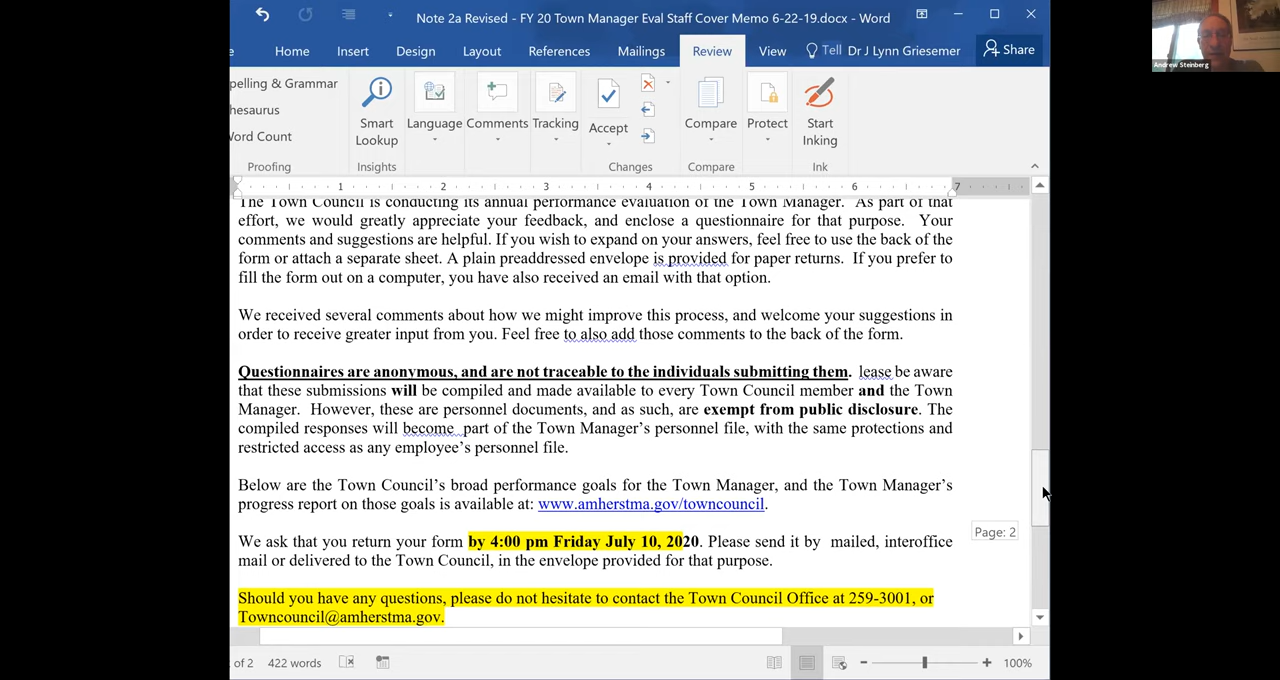 Note 2a Revised - FY 20 Town Manager Eval Staff Cover Memo 6-22-19.docx - Word
e Home Insert Design Layout References Mailings Review View Tell Dr J Lynn Griesemer Share
pelling & Grammar
hesaurus
Word Count
Smart Lookup
Language
Comments
Tracking
Accept
Compare
Protect
Start Inking
Proofing Insights Changes Compare Ink
1 2 3 4 5 6 7
The Town Council is conducting its annual performance evaluation of the Town Manager. As part of that
effort, we would greatly appreciate your feedback, and enclose a questionnaire for that purpose. Your
comments and suggestions are helpful. If you wish to expand on your answers, feel free to use the back of the
form or attach a separate sheet. A plain preaddressed envelope is provided for paper returns. If you prefer to
fill the form out on a computer, you have also received an email with that option.
We received several comments about how we might improve this process, and welcome your suggestions in
order to receive greater input from you. Feel free to also add those comments to the back of the form.
Questionnaires are anonymous, and are not traceable to the individuals submitting them. lease be aware
that these submissions will be compiled and made available to every Town Council member and the Town
Manager. However, these are personnel documents, and as such, are exempt from public disclosure. The
compiled responses will become part of the Town Manager's personnel file, with the same protections and
restricted access as any employee's personnel file.
Below are the Town Council's broad performance goals for the Town Manager, and the Town Manager's
progress report on those goals is available at: www.amherstma.gov/towncouncil.
We ask that you return your form by 4:00 pm Friday July 10, 2020. Please send it by mailed, interoffice
mail or delivered to the Town Council, in the envelope provided for that purpose.
Should you have any questions, please do not hesitate to contact the Town Council Office at 259-3001, or
Towncouncil@amherstma.gov.
Page: 2
of 2 422 words 100%
Andrew Steinberg